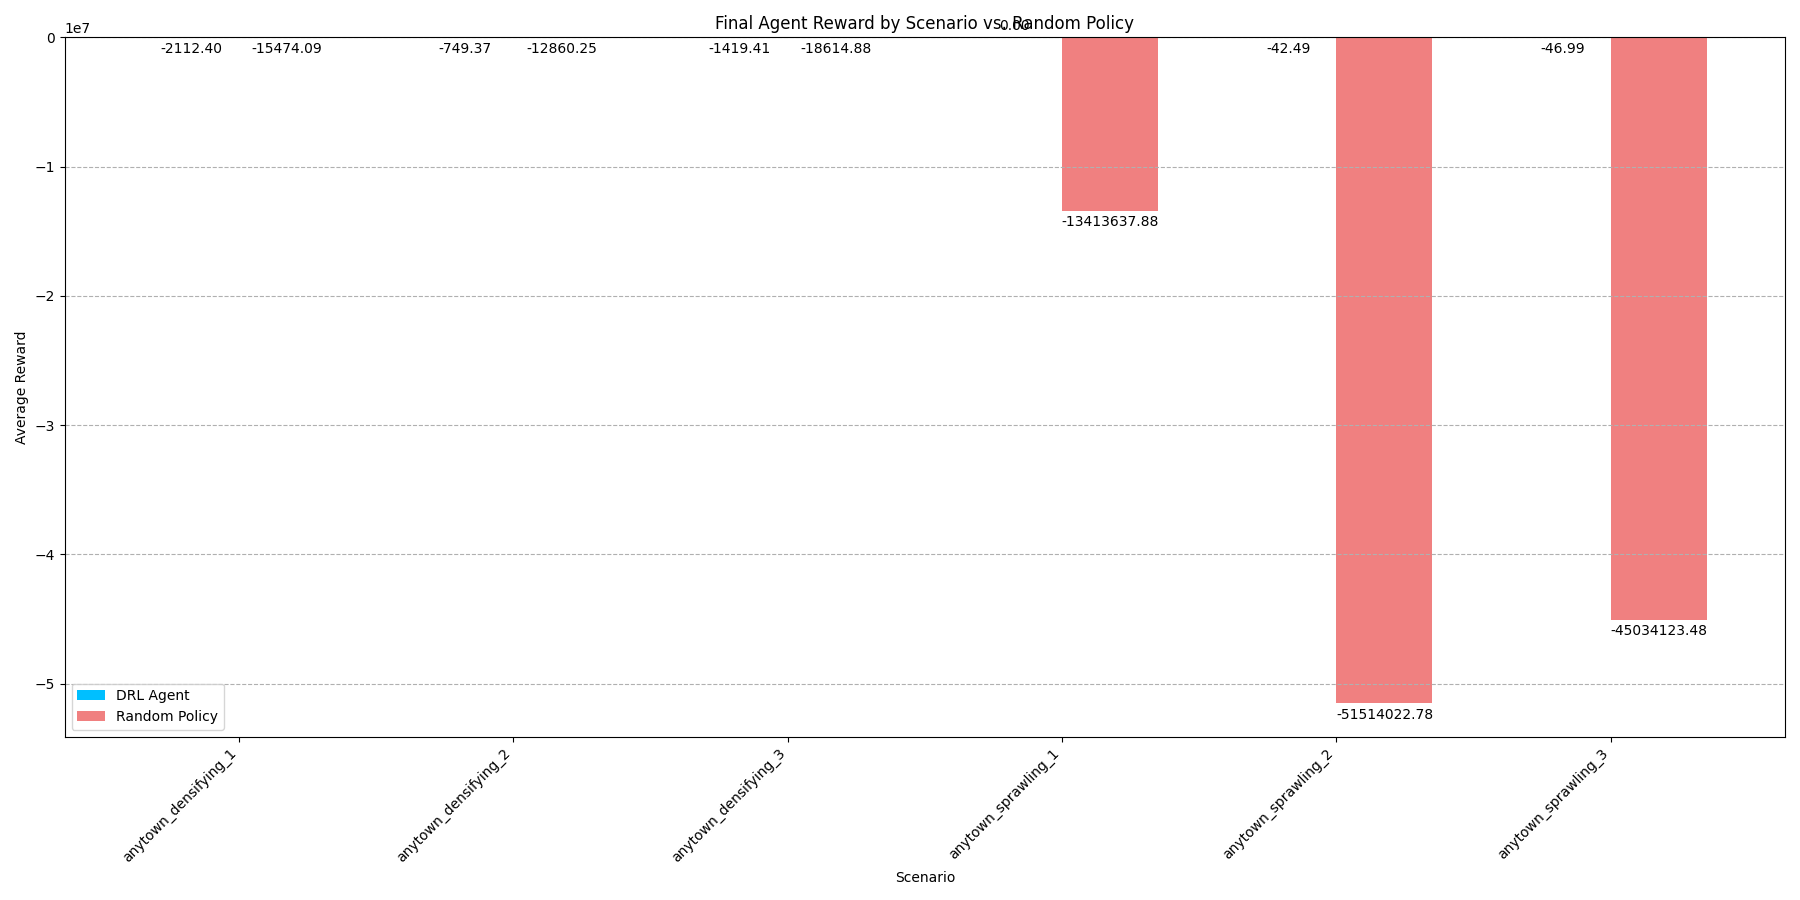 Final Agent Reward by Scenario vs. Random Policy
1e7
0.00
0
-2112.40
-15474.09
-749.37
-12860.25
-1419.41
-18614.88
-42.49
-46.99
−1
-13413637.88
−2
Average Reward
−3
−4
-45034123.48
−5
DRL Agent
Random Policy
-51514022.78
anytown_densifying_1
anytown_densifying_2
anytown_densifying_3
anytown_sprawling_1
anytown_sprawling_2
anytown_sprawling_3
Scenario